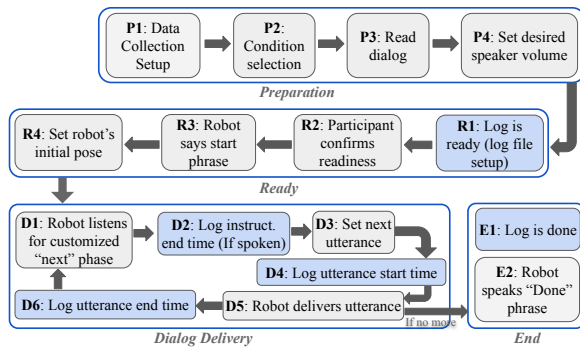 P1: Data
Collection
Setup
P2:
Condition
selection
P3: Read
dialog
P4: Set desired
speaker volume
Preparation
R4: Set robot's
initial pose
R3: Robot
says start
phrase
R2: Participant
confirms
readiness
R1: Log is
ready (log file
setup)
Ready
D1: Robot listens
for customized
“next” phase
D2: Log instruct.
end time (If spoken)
D3: Set next
utterance
D4: Log utterance start time
D6: Log utterance end time
D5: Robot delivers utterance
If no more
Dialog Delivery
E1: Log is done
E2: Robot
speaks “Done”
phrase
End